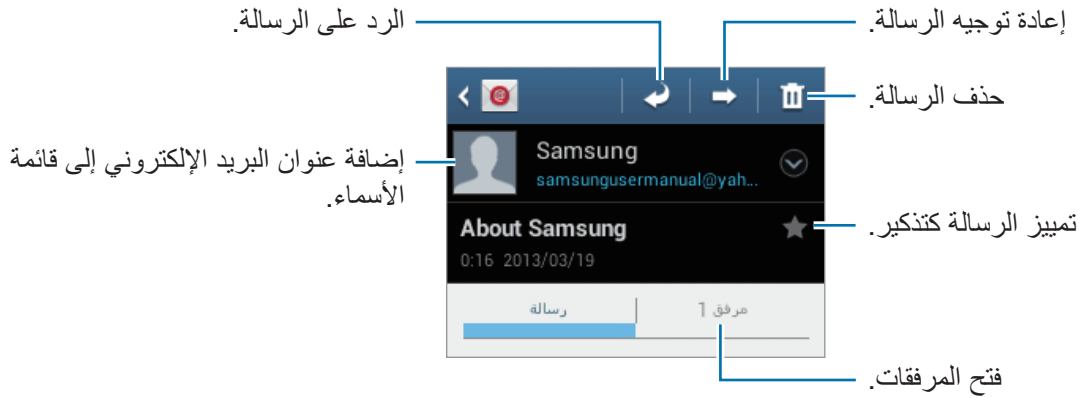 إعادة توجيه الرسالة.
الرد على الرسالة.
حذف الرسالة.
Samsung
samsungusermanual@yah...
إضافة عنوان البريد الإلكتروني إلى قائمة
الأسماء.
About Samsung
تمييز الرسالة كتذكير.
0:16 2013/03/19
مرفق 1
رسالة
فتح المرفقات.